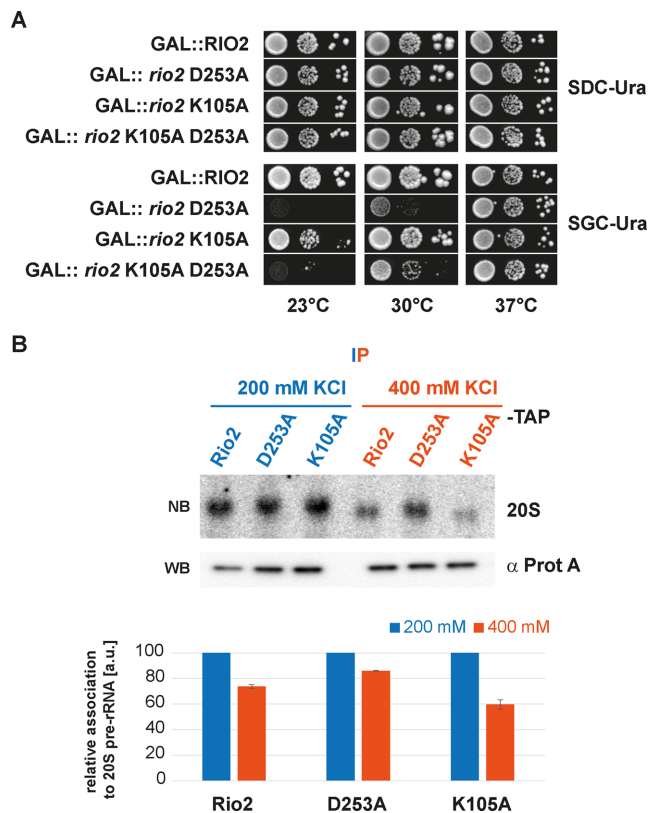 A
GAL::RIO2
GAL:: rio2 D253A
GAL::rio2 K105A
GAL:: rio2 K105A D253A
SDC-Ura
GAL::RIO2
GAL:: rio2 D253A
GAL::rio2 K105A
GAL:: rio2 K105A D253A
SGC-Ura
23°C 30°C 37°C
B
IP
200 mM KCl 400 mM KCl
Rio2 D253A K105A Rio2 D253A K105A -TAP
NB 20S
WB α Prot A
200 mM 400 mM
relative association
to 20S pre-rRNA [a.u.]
100
80
60
40
20
0
Rio2 D253A K105A